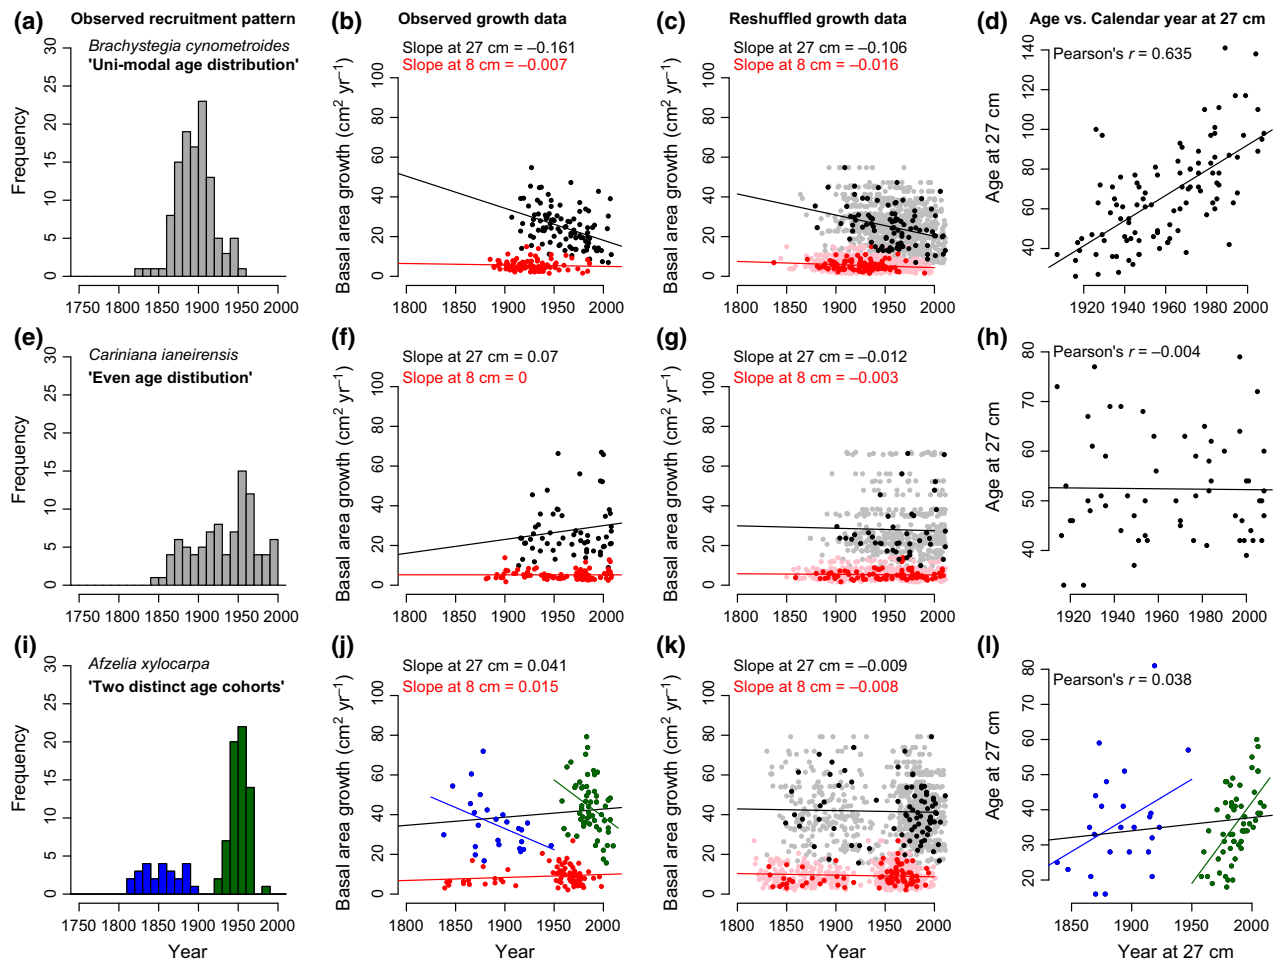 (a) Observed recruitment pattern
Brachystegia cynometroides
'Uni-modal age distribution'
Frequency
0 5 10 15 20 25 30
1750 1800 1850 1900 1950 2000
(b) Observed growth data
Slope at 27 cm = –0.161
Slope at 8 cm = –0.007
Basal area growth (cm² yr⁻¹)
0 20 40 60 80 100
1800 1850 1900 1950 2000
(c) Reshuffled growth data
Slope at 27 cm = –0.106
Slope at 8 cm = –0.016
Basal area growth (cm² yr⁻¹)
0 20 40 60 80 100
1800 1850 1900 1950 2000
(d) Age vs. Calendar year at 27 cm
Pearson's r = 0.635
Age at 27 cm
40 60 80 100 120 140
1920 1940 1960 1980 2000
(e)
Cariniana ianeirensis
'Even age distibution'
Frequency
0 5 10 15 20 25 30
1750 1800 1850 1900 1950 2000
(f)
Slope at 27 cm = 0.07
Slope at 8 cm = 0
Basal area growth (cm² yr⁻¹)
0 20 40 60 80 100
1800 1850 1900 1950 2000
(g)
Slope at 27 cm = –0.012
Slope at 8 cm = –0.003
Basal area growth (cm² yr⁻¹)
0 20 40 60 80 100
1800 1850 1900 1950 2000
(h)
Pearson's r = –0.004
Age at 27 cm
40 50 60 70 80
1920 1940 1960 1980 2000
(i)
Afzelia xylocarpa
'Two distinct age cohorts'
Frequency
0 5 10 15 20 25 30
1750 1800 1850 1900 1950 2000
Year
(j)
Slope at 27 cm = 0.041
Slope at 8 cm = 0.015
Basal area growth (cm² yr⁻¹)
0 20 40 60 80 100
1800 1850 1900 1950 2000
Year
(k)
Slope at 27 cm = –0.009
Slope at 8 cm = –0.008
Basal area growth (cm² yr⁻¹)
0 20 40 60 80 100
1800 1850 1900 1950 2000
Year
(l)
Pearson's r = 0.038
Age at 27 cm
20 30 40 50 60 70 80
1850 1900 1950 2000
Year at 27 cm